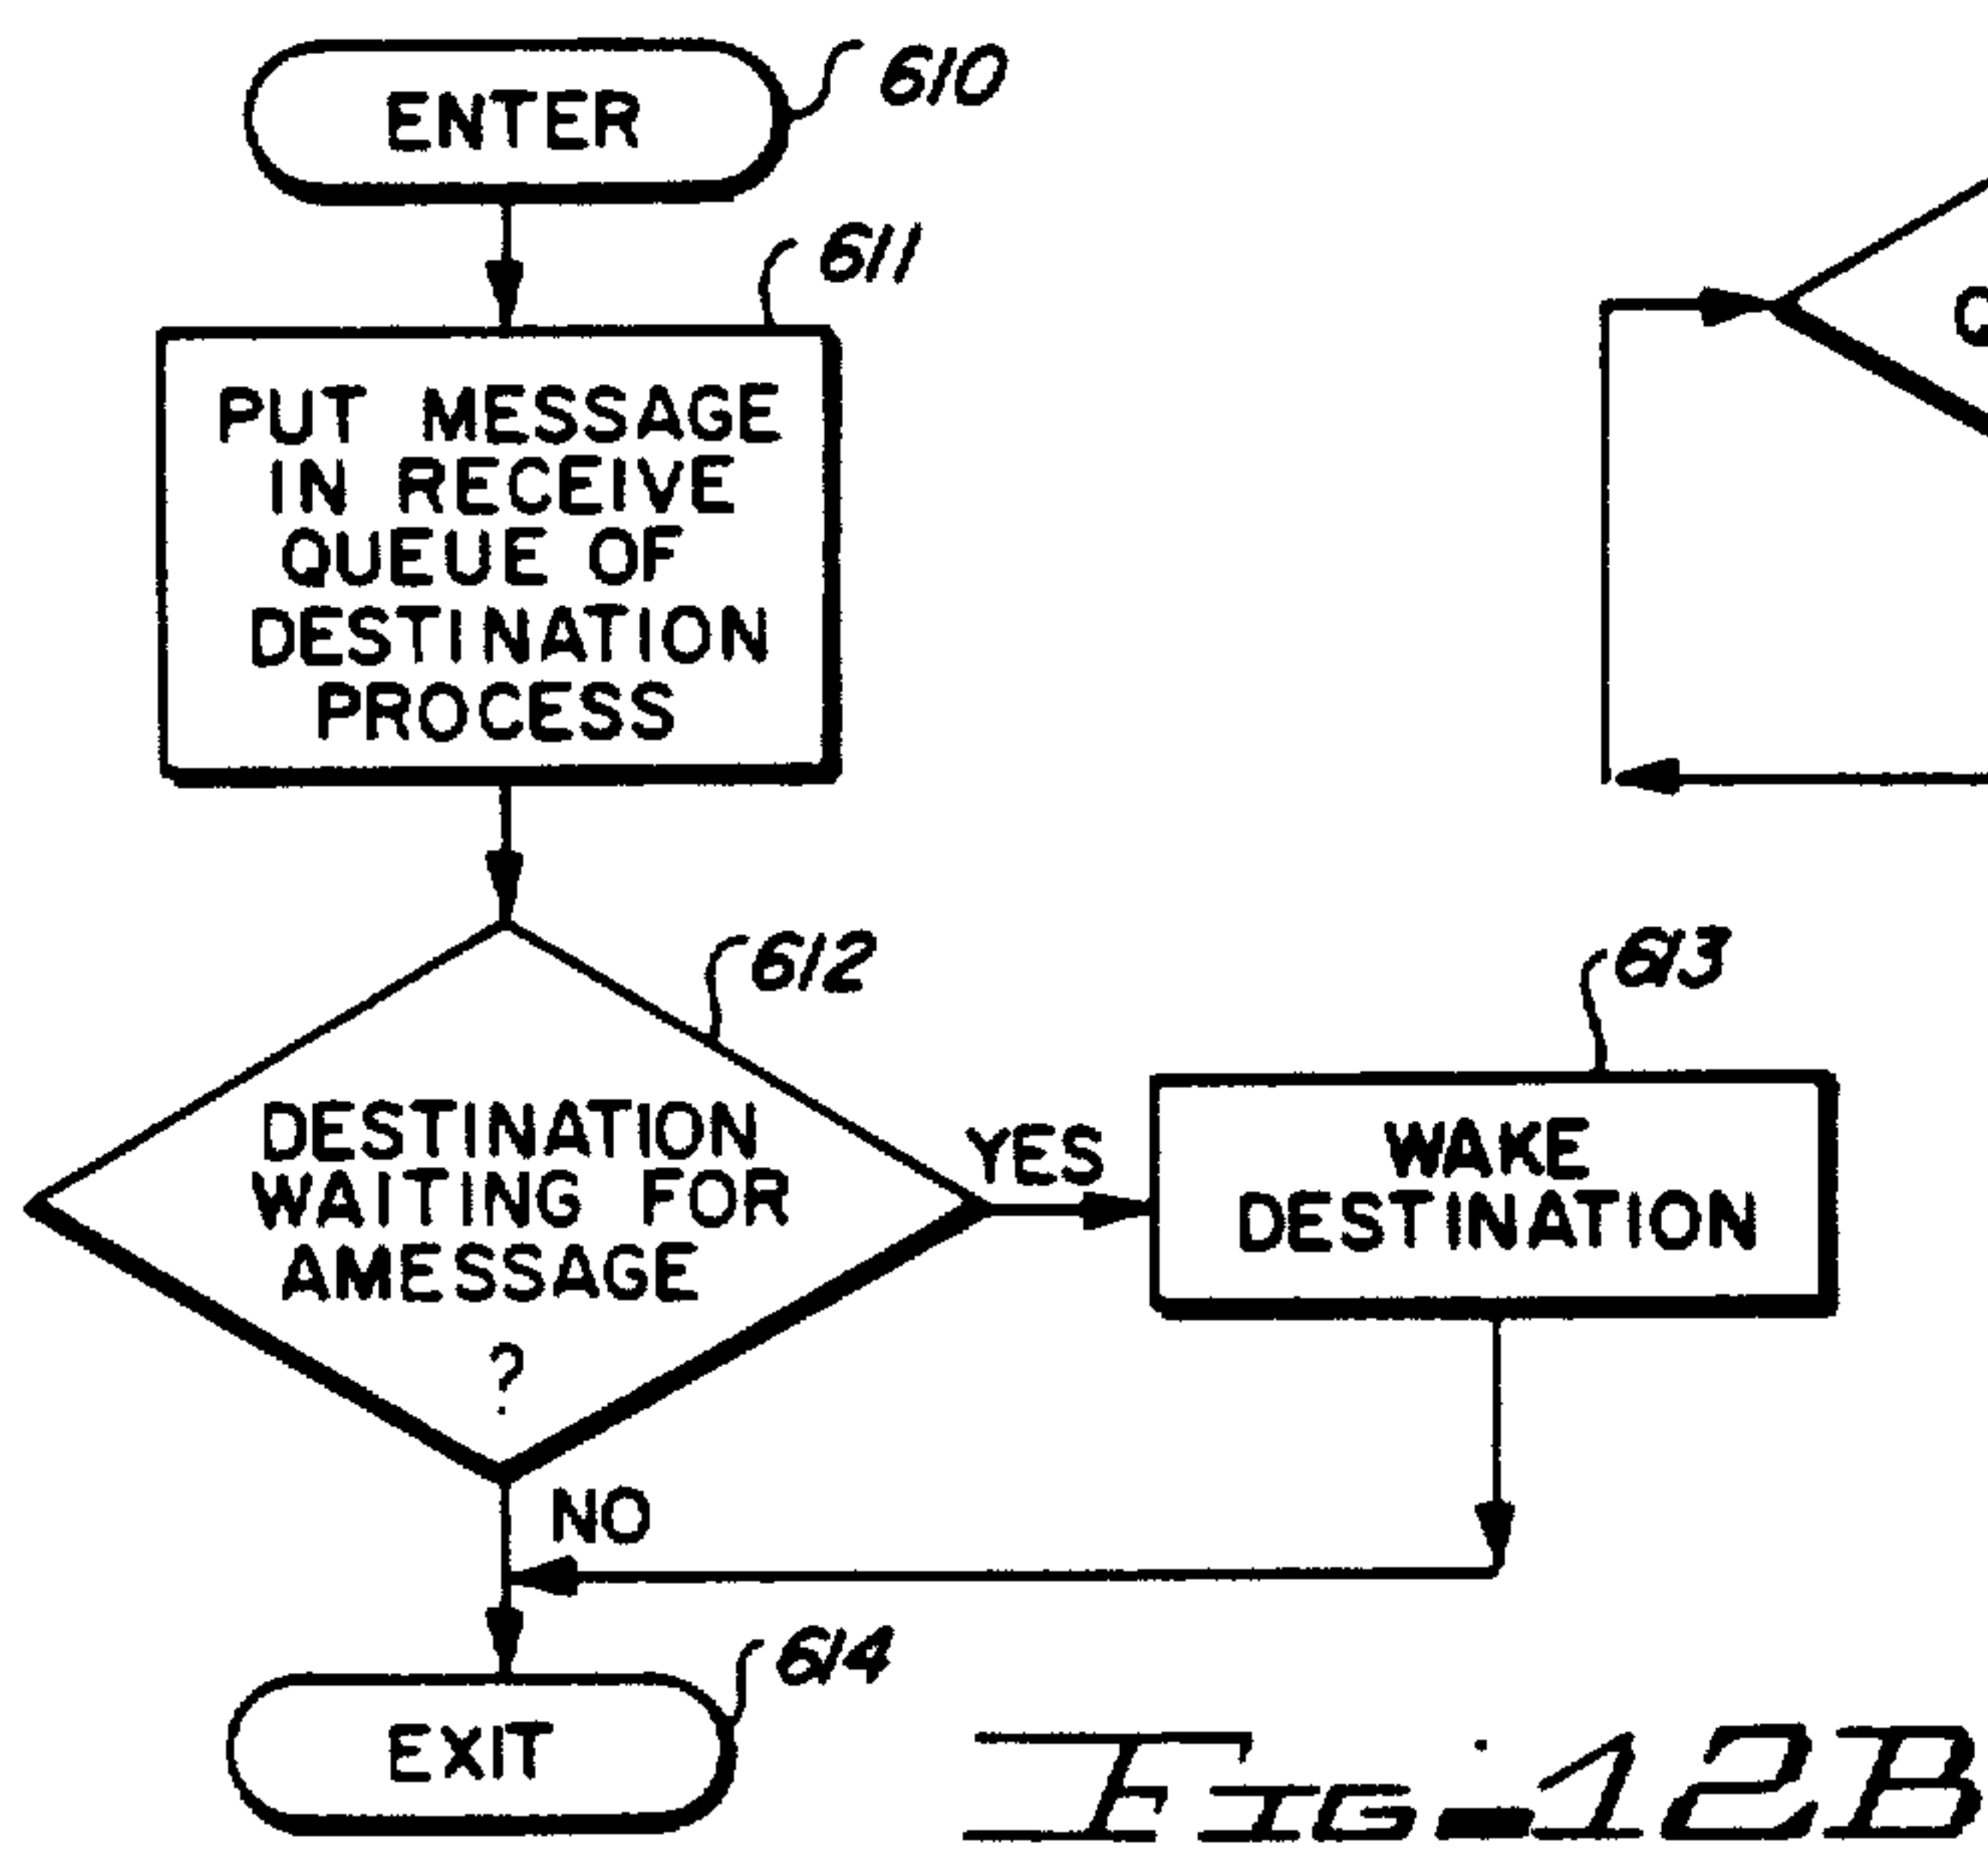 ENTER
610
611
PUT MESSAGE
IN RECEIVE
QUEUE OF
DESTINATION
PROCESS
612
DESTINATION
WAITING FOR
AMESSAGE
?
YES
613
WAKE
DESTINATION
NO
614
EXIT
FIG. 12B